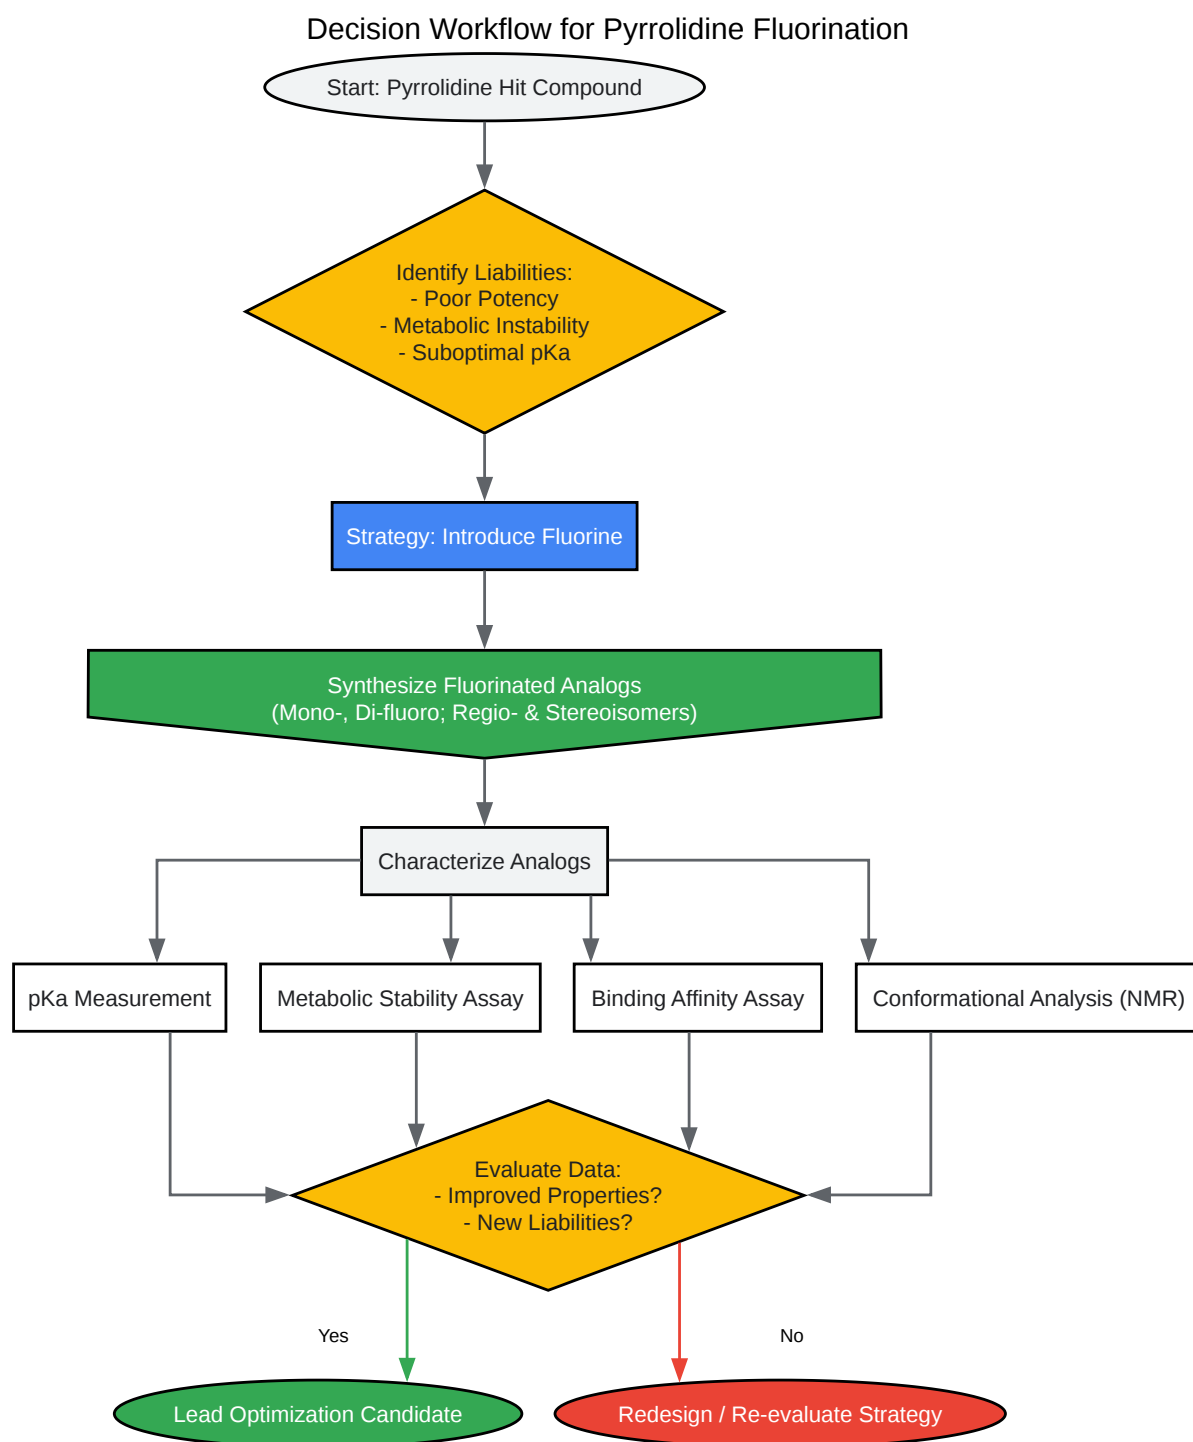 Decision Workflow for Pyrrolidine Fluorination
Start: Pyrrolidine Hit Compound
Identify Liabilities:
- Poor Potency
- Metabolic Instability
- Suboptimal pKa
Strategy: Introduce Fluorine
Synthesize Fluorinated Analogs
(Mono-, Di-fluoro; Regio- & Stereoisomers)
Characterize Analogs
pKa Measurement
Metabolic Stability Assay
Binding Affinity Assay
Conformational Analysis (NMR)
Evaluate Data:
- Improved Properties?
- New Liabilities?
Yes
No
Lead Optimization Candidate
Redesign / Re-evaluate Strategy